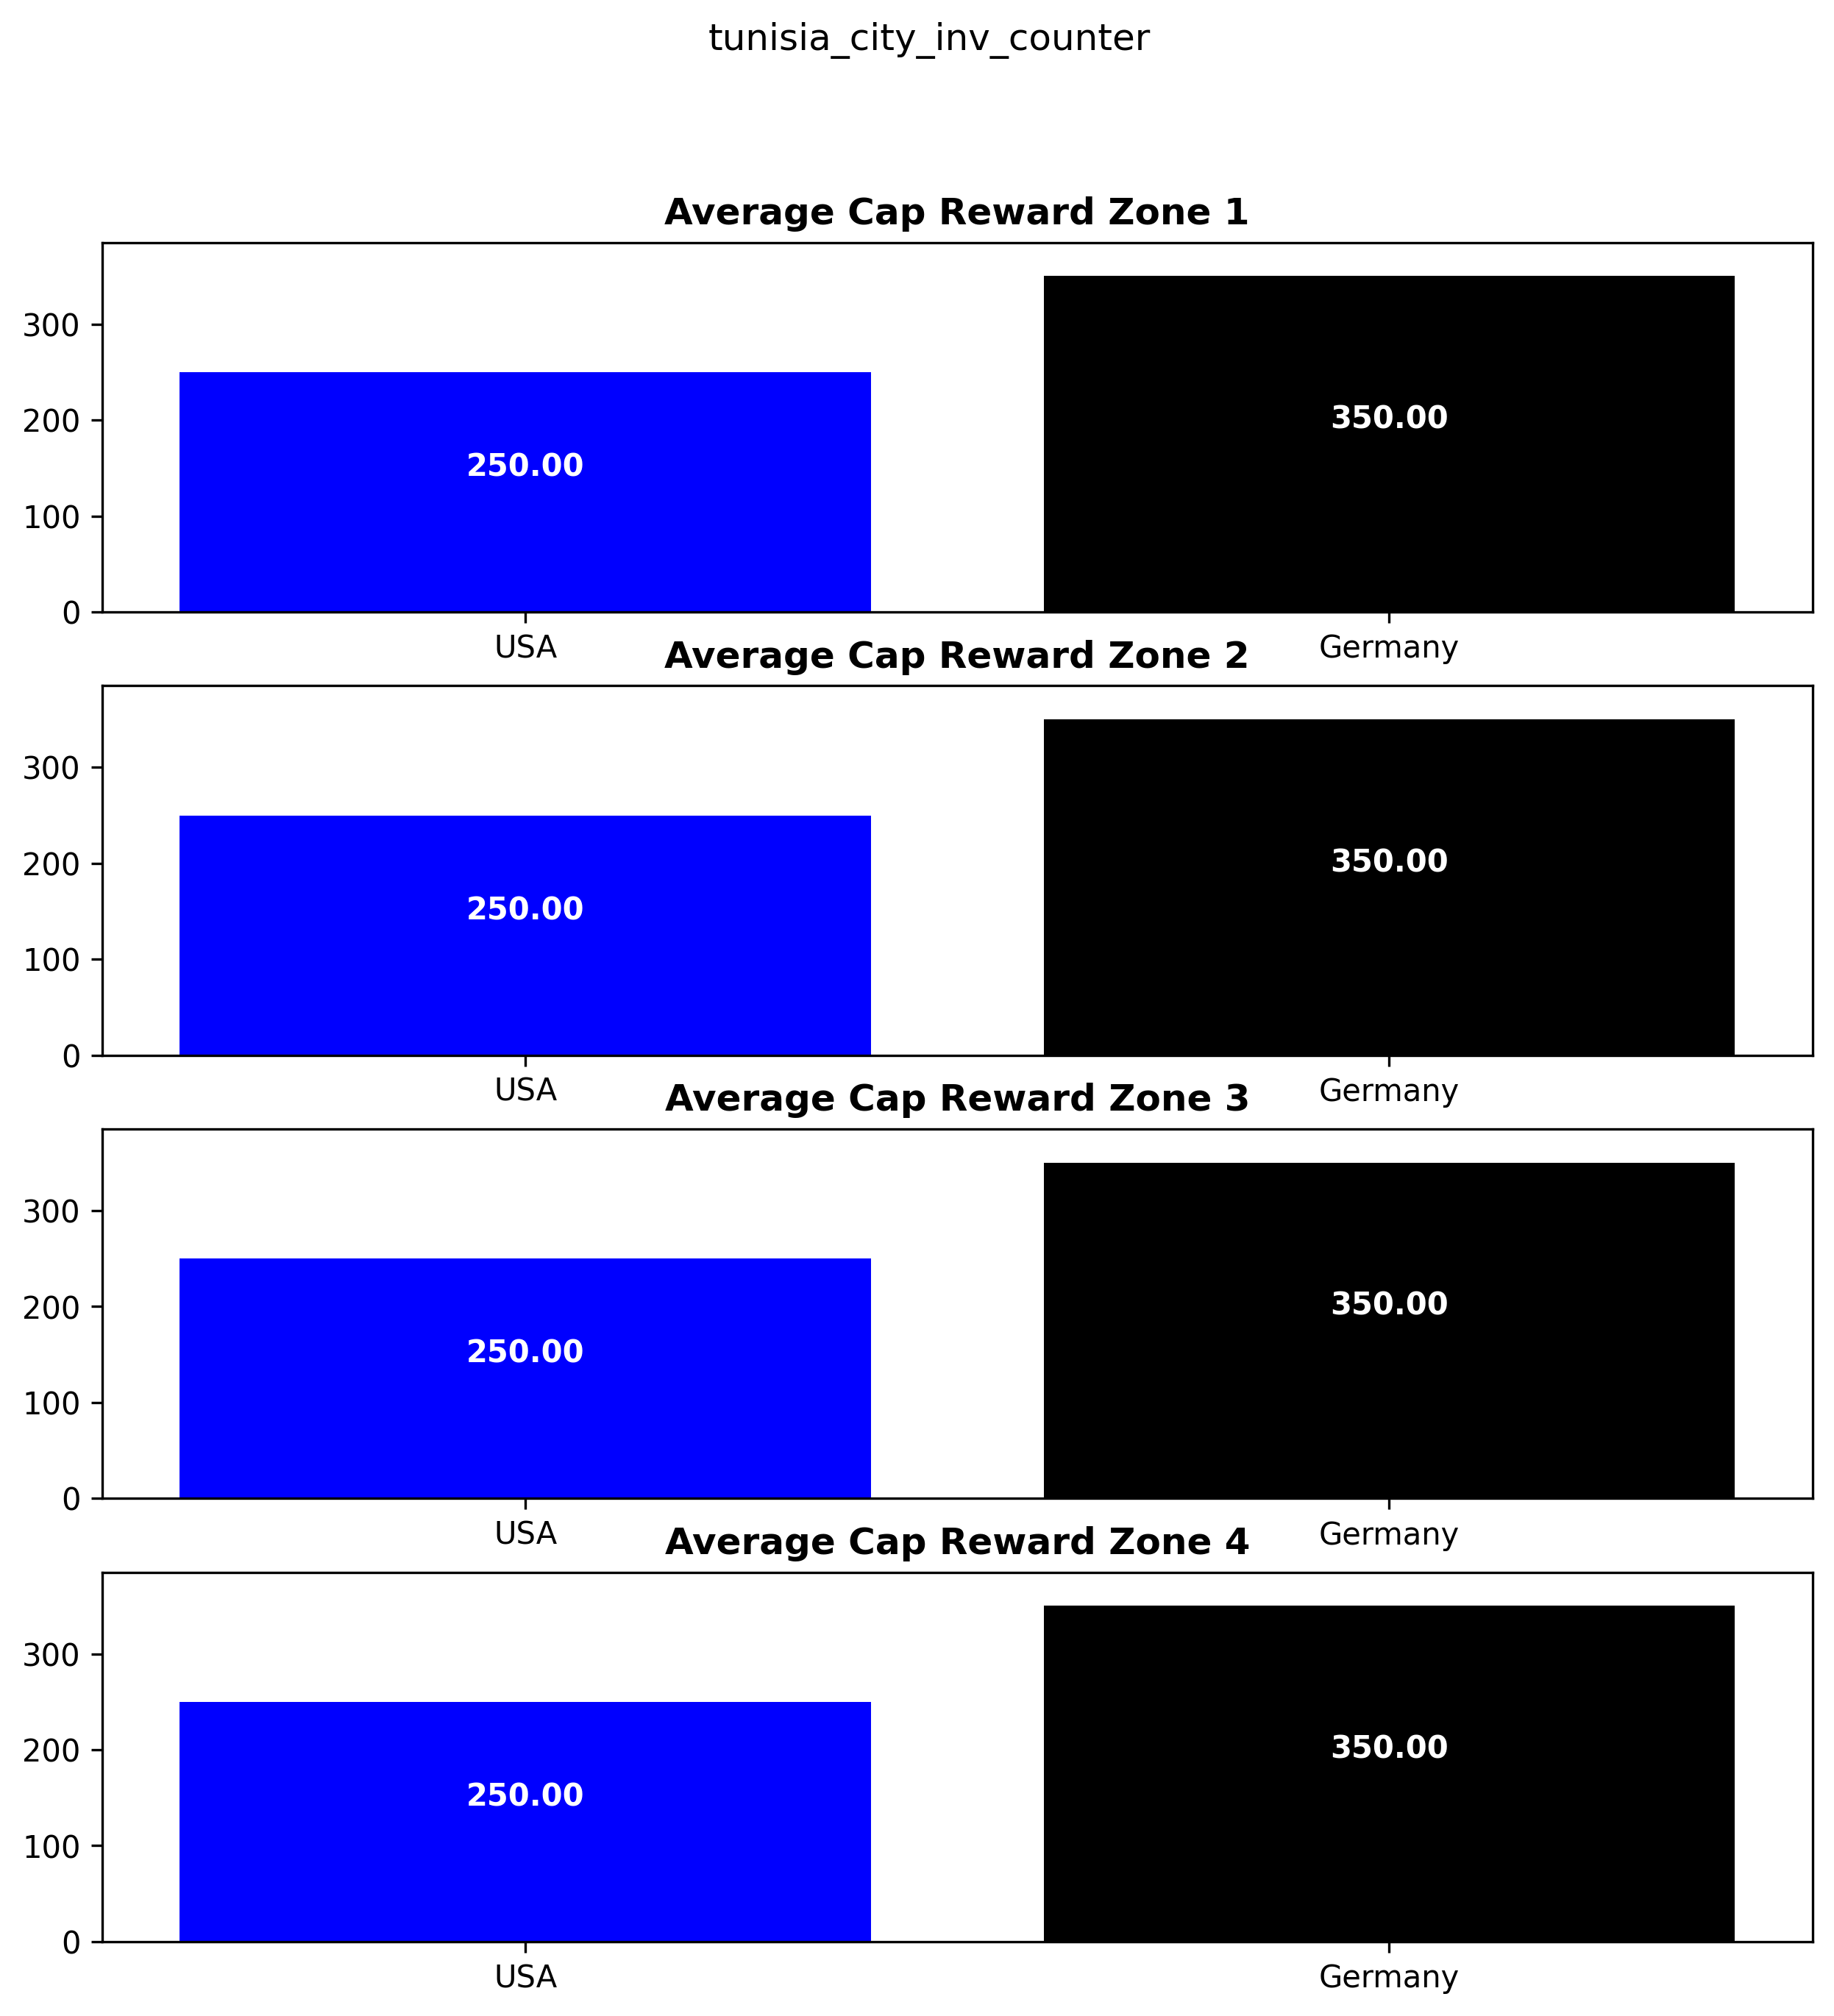 tunisia_city_inv_counter
Average Cap Reward Zone 1
300
200
100
0
250.00
350.00
USA
Germany
Average Cap Reward Zone 2
300
200
100
0
250.00
350.00
USA
Germany
Average Cap Reward Zone 3
300
200
100
0
250.00
350.00
USA
Germany
Average Cap Reward Zone 4
300
200
100
0
250.00
350.00
USA
Germany